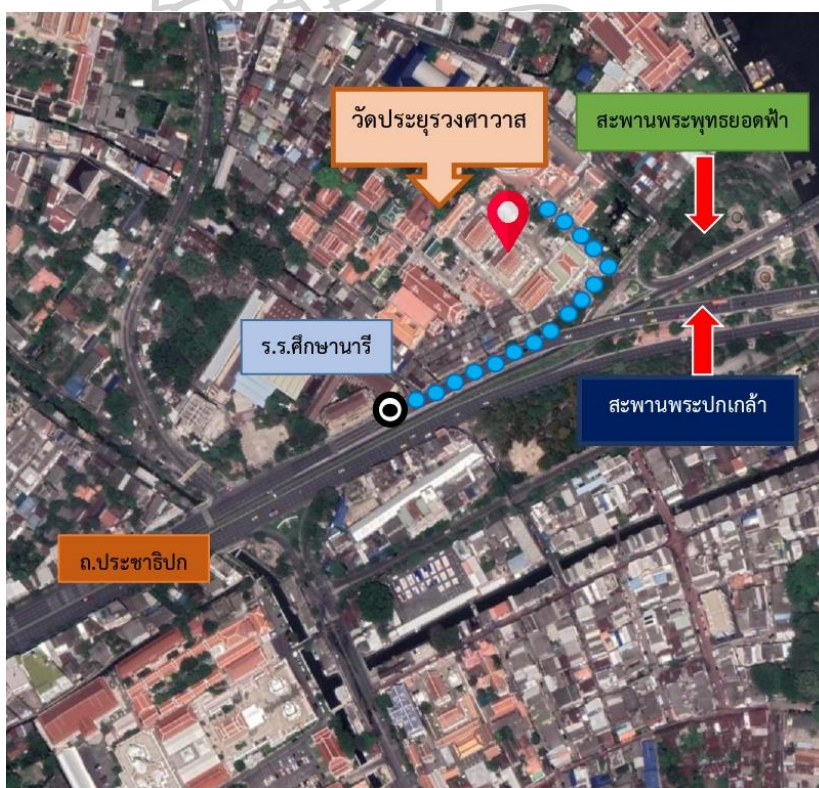 วัดประยุรวงศาวาส
สะพานพระพุทธยอดฟ้า
ร.ร.ศึกษานารี
สะพานพระปกเกล้า
ถ.ประชาธิปก